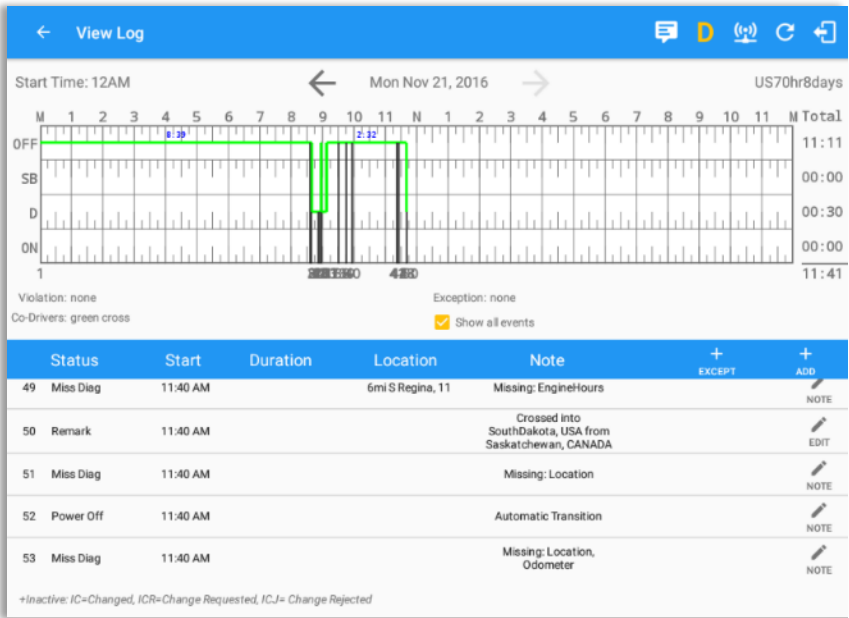 View Log
D
Start Time: 12AM
Mon Nov 21, 2016
US70hr8days
M 1 2 3 4 5 6 7 8 9 10 11 N 1 2 3 4 5 6 7 8 9 10 11 M Total
8:39
2:32
OFF 11:11
SB 00:00
D 00:30
ON 00:00
1
11:41
Violation: none
Exception: none
Co-Drivers: green cross
Show all events
Status Start Duration Location Note + EXCEPT + ADD
49 Miss Diag 11:40 AM 6mi S Regina, 11 Missing: EngineHours NOTE
Crossed into
50 Remark 11:40 AM SouthDakota, USA from EDIT
Saskatchewan, CANADA
51 Miss Diag 11:40 AM Missing: Location NOTE
52 Power Off 11:40 AM Automatic Transition NOTE
53 Miss Diag 11:40 AM Missing: Location,
Odometer NOTE
+Inactive: IC=Changed, ICR=Change Requested, ICJ= Change Rejected